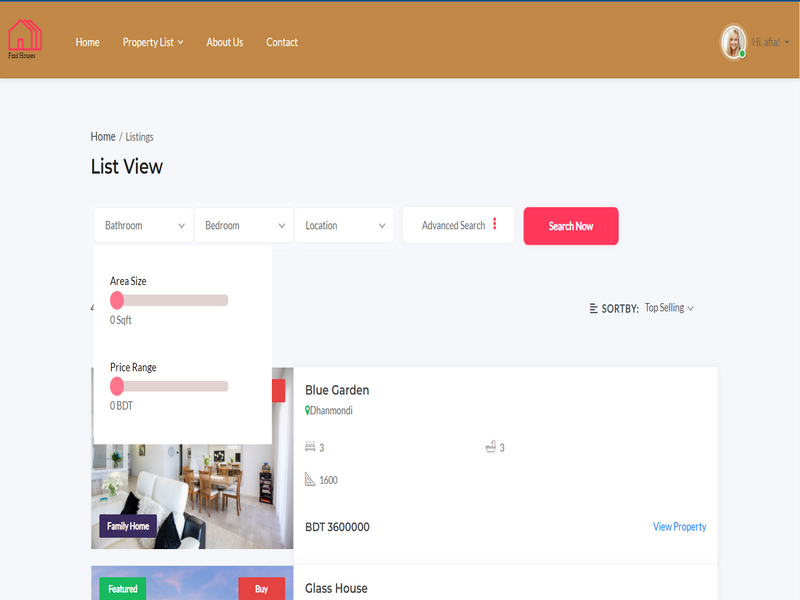 Find Houses
Home
Property List
About Us
Contact
Hi, afia!
Home / Listings
List View
Bathroom
Bedroom
Location
Advanced Search
Search Now
Area Size
0 Sqft
Price Range
0 BDT
SORTBY: Top Selling
Blue Garden
Dhanmondi
3
3
1600
Family Home
BDT 3600000
View Property
Featured
Buy
Glass House